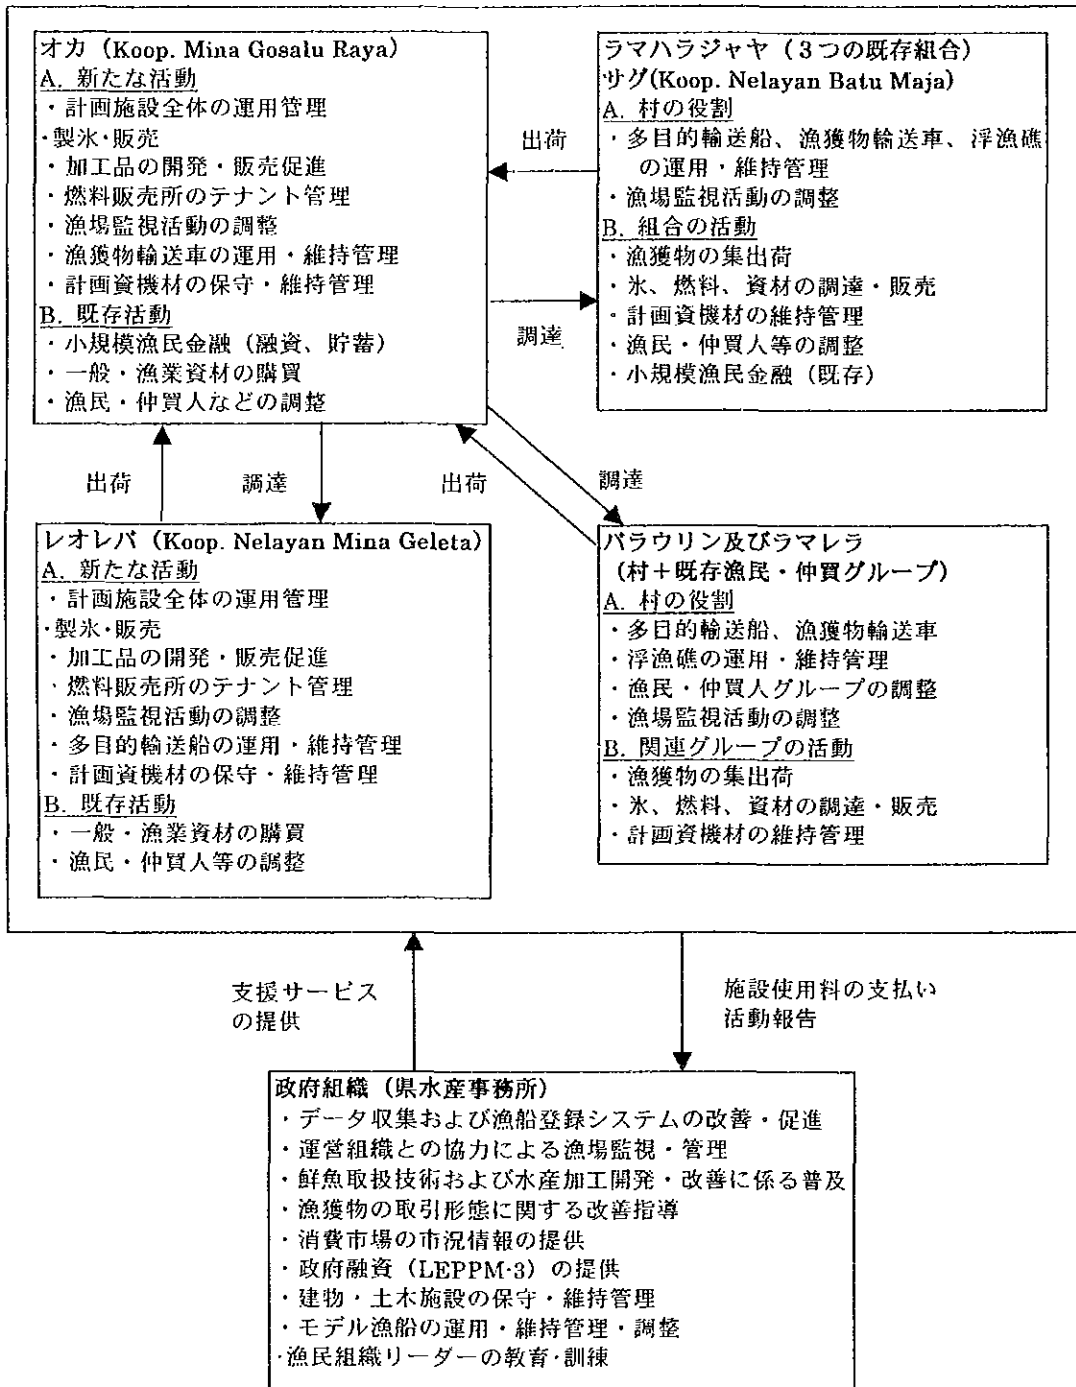 オカ (Koop. Mina Gosalu Raya)
A. 新たな活動
・計画施設全体の運用管理
・製氷・販売
・加工品の開発・販売促進
・燃料販売所のテナント管理
・漁場監視活動の調整
・漁獲物輸送車の運用・維持管理
・計画資機材の保守・維持管理
B. 既存活動
・小規模漁民金融 (融資、貯蓄)
・一般・漁業資材の購買
・漁民・仲買人などの調整
出荷
調達
ラマハラジャヤ (3つの既存組合)
サグ(Koop. Nelayan Batu Maja)
A. 村の役割
・多目的輸送船、漁獲物輸送車、浮漁礁
の運用・維持管理
・漁場監視活動の調整
B. 組合の活動
・漁獲物の集出荷
・氷、燃料、資材の調達・販売
・計画資機材の維持管理
・漁民・仲買人等の調整
・小規模漁民金融 (既存)
出荷
調達
出荷
調達
レオレバ (Koop. Nelayan Mina Geleta)
A. 新たな活動
・計画施設全体の運用管理
・製氷・販売
・加工品の開発・販売促進
・燃料販売所のテナント管理
・漁場監視活動の調整
・多目的輸送船の運用・維持管理
・計画資機材の保守・維持管理
B. 既存活動
・一般・漁業資材の購買
・漁民・仲買人等の調整
バラウリン及びラマレラ
(村＋既存漁民・仲買グループ)
A. 村の役割
・多目的輸送船、漁獲物輸送車
・浮漁礁の運用・維持管理
・漁民・仲買人グループの調整
・漁場監視活動の調整
B. 関連グループの活動
・漁獲物の集出荷
・氷、燃料、資材の調達・販売
・計画資機材の維持管理
支援サービス
の提供
施設使用料の支払い
活動報告
政府組織 (県水産事務所)
・データ収集および漁船登録システムの改善・促進
・運営組織との協力による漁場監視・管理
・鮮魚取扱技術および水産加工開発・改善に係る普及
・漁獲物の取引形態に関する改善指導
・消費市場の市況情報の提供
・政府融資 (LEPPM-3) の提供
・建物・土木施設の保守・維持管理
・モデル漁船の運用・維持管理・調整
・漁民組織リーダーの教育・訓練